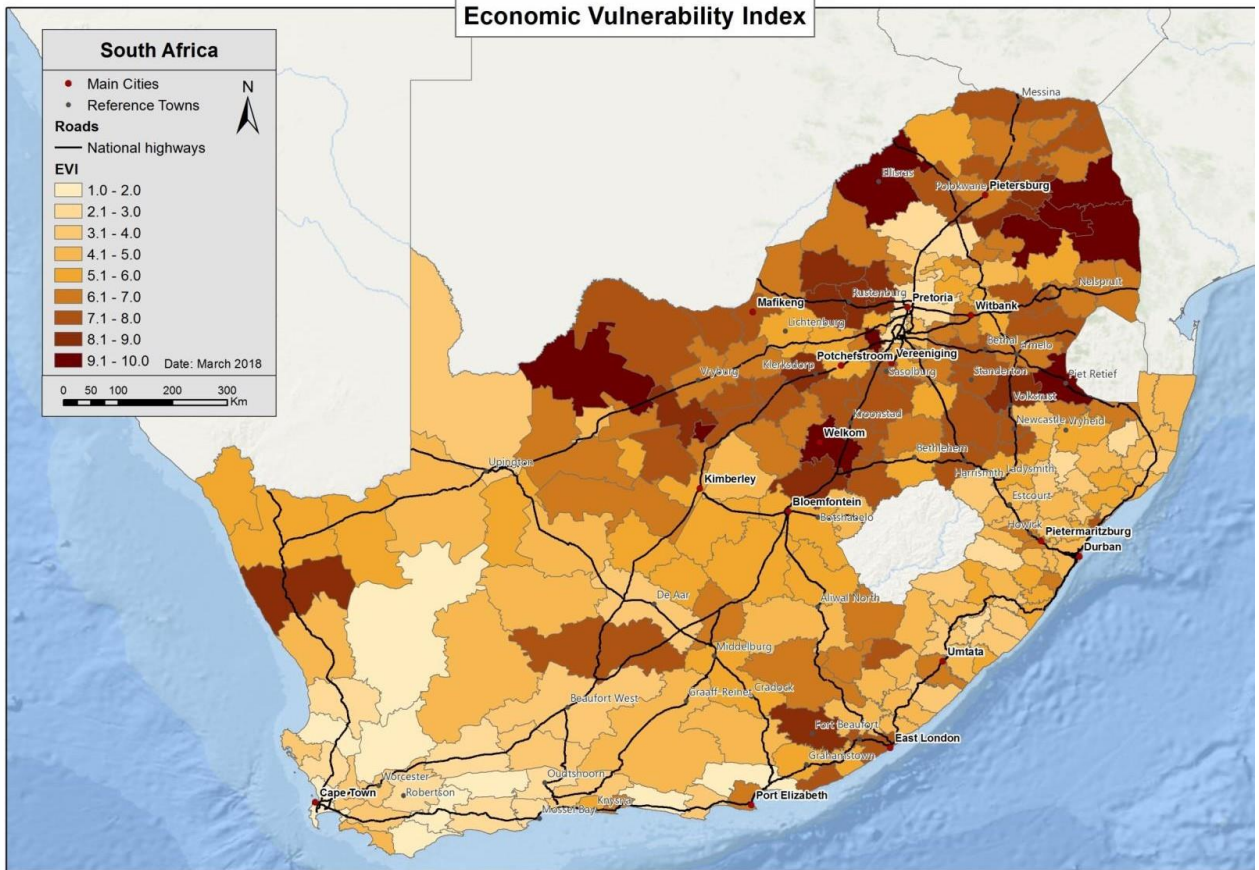 Economic Vulnerability Index
South Africa
Main Cities
Reference Towns
N
Roads
National highways
EVI
1.0 - 2.0
2.1 - 3.0
3.1 - 4.0
4.1 - 5.0
5.1 - 6.0
6.1 - 7.0
7.1 - 8.0
8.1 - 9.0
9.1 - 10.0
Date: March 2018
0 50 100 200 300
Km
Messina
Ellisras
Polokwane
Pietersburg
Nelspruit
Rustenburg
Pretoria
Witbank
Mafikeng
Lichtenburg
Bethal
Ermelo
Potchefstroom
Vereeniging
Klerksdorp
Sasolburg
Standerton
Piet Retief
Vryburg
Volksrust
Kroonstad
Newcastle
Vryheid
Welkom
Bethlehem
Upington
Harrismith
Ladysmith
Kimberley
Estcourt
Bloemfontein
Botshabelo
Howick
Pietermaritzburg
Durban
De Aar
Aliwal North
Middelburg
Umtata
Cradock
Graaff-Reinet
Beaufort West
Fort Beaufort
East London
Grahamstown
Oudtshoorn
Worcester
Robertson
Cape Town
Knysna
Mossel Bay
Port Elizabeth